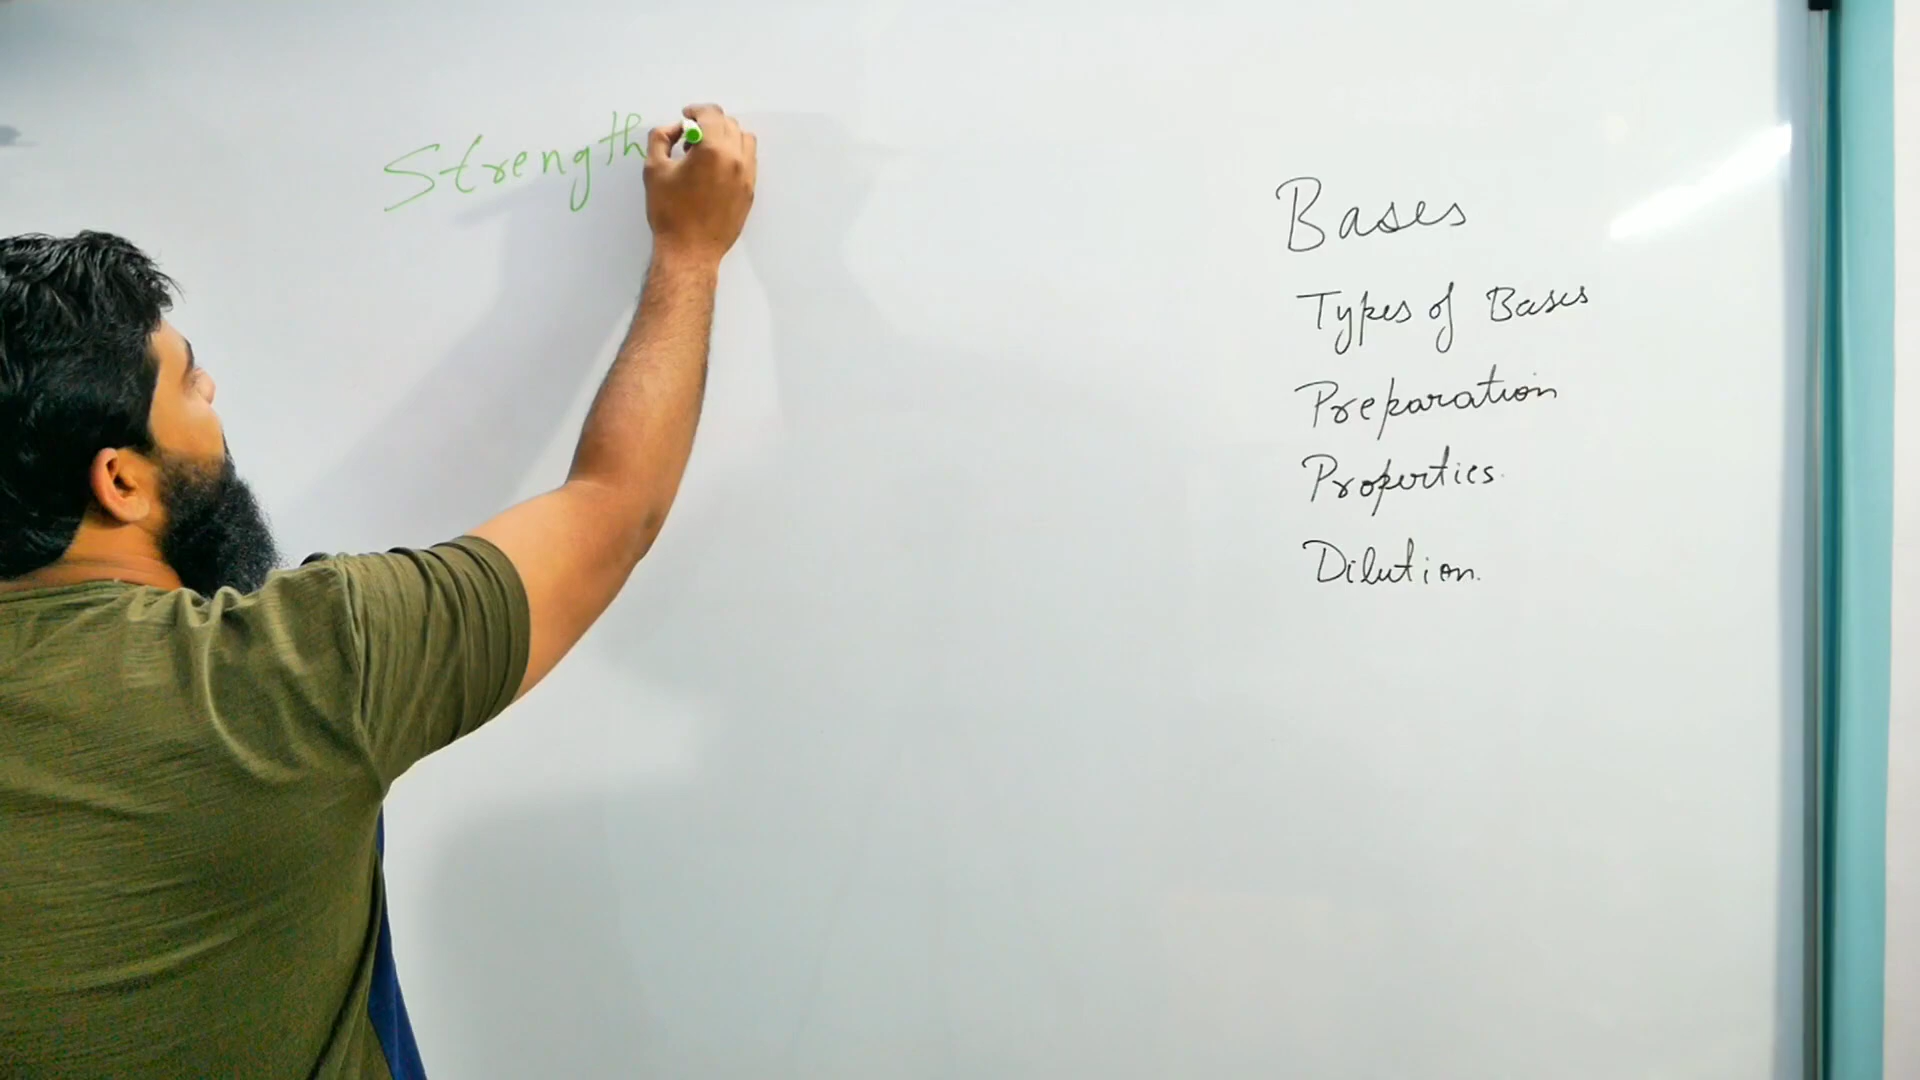 Strength
Bases
Types of Bases
Preparation
Properties.
Dilution.